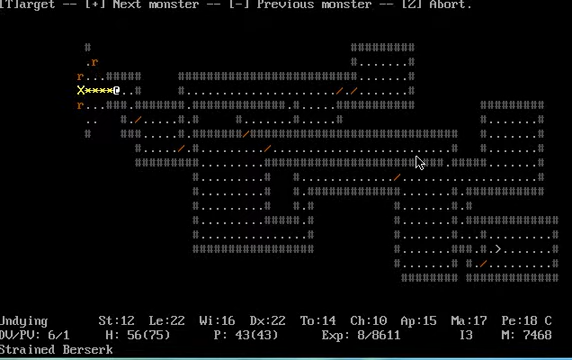 [T]arget -- [+] Next monster -- [-] Previous monster -- [Z] Abort.
Undying St:12 Le:22 Wi:16 Dx:22 To:14 Ch:10 Ap:15 Ma:17 Pe:18 C
DV/PV: 6/1 H: 56(75) P: 43(43) Exp: 8/8611 I3 M: 7468
Strained Berserk